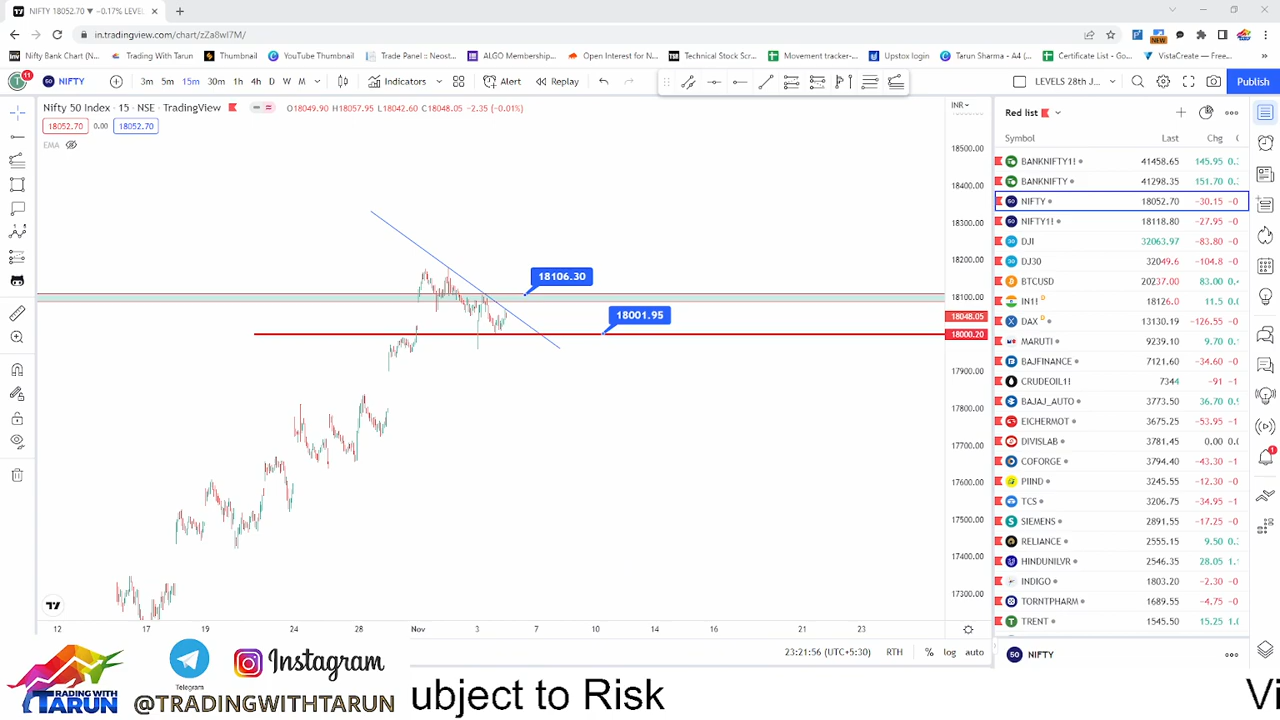 NIFTY 18052.70 ▼ −0.17% LEVEL
in.tradingview.com/chart/zZa8wI7M/
NEW
Nifty Bank Chart (N... Trading With Tarun Thumbnail YouTube Thumbnail Trade Panel :: Neost... ALGO Membership... Open Interest for N... Technical Stock Scr... Movement tracker-... Upstox login Tarun Sharma - A4 (... Certificate List - G... VistaCreate — Free...
11 NIFTY 3m 5m 15m 30m 1h 4h D W M Indicators Alert Replay LEVELS 28th J... Publish
Nifty 50 Index · 15 · NSE · TradingView O18049.90 H18057.95 L18042.60 C18048.05 −2.35 (−0.01%)
18052.70 0.00 18052.70
EMA
INR
18500.00
18400.00
18300.00
18200.00
18100.00
18048.05
18000.20
17900.00
17800.00
17700.00
17600.00
17500.00
17400.00
17300.00
18106.30
18001.95
12 17 19 24 28 Nov 3 7 10 14 16 21 23
23:21:56 (UTC+5:30) RTH % log auto
Red list
Symbol Last Chg
BANKNIFTY1! 41458.65 145.95
BANKNIFTY 41298.35 151.70
NIFTY 18052.70 −30.15
NIFTY1! 18118.80 −27.95
DJI 32063.97 −83.80
DJ30 32049.6 −104.8
BTCUSD 20237.00 83.00
IN1! D 18126.0 11.5
DAX D 13130.19 −126.55
MARUTI 9239.10 9.70
BAJFINANCE 7121.60 −34.60
CRUDEOIL1! 7344 −91
BAJAJ_AUTO 3773.50 36.70
EICHERMOT 3675.25 −53.95
DIVISLAB 3781.45 0.00
COFORGE 3794.40 −43.30
PIIND 3245.55 −12.30
TCS 3206.75 −34.95
SIEMENS 2891.55 −17.25
RELIANCE 2555.15 9.50
HINDUNILVR 2546.35 28.05
INDIGO 1803.20 −2.30
TORNTPHARM 1689.55 −4.75
TRENT 1545.50 15.25
NIFTY
TRADING WITH
TARUN
Telegram
Instagram
@TRADINGWITHTARUN
ubject to Risk
Vi